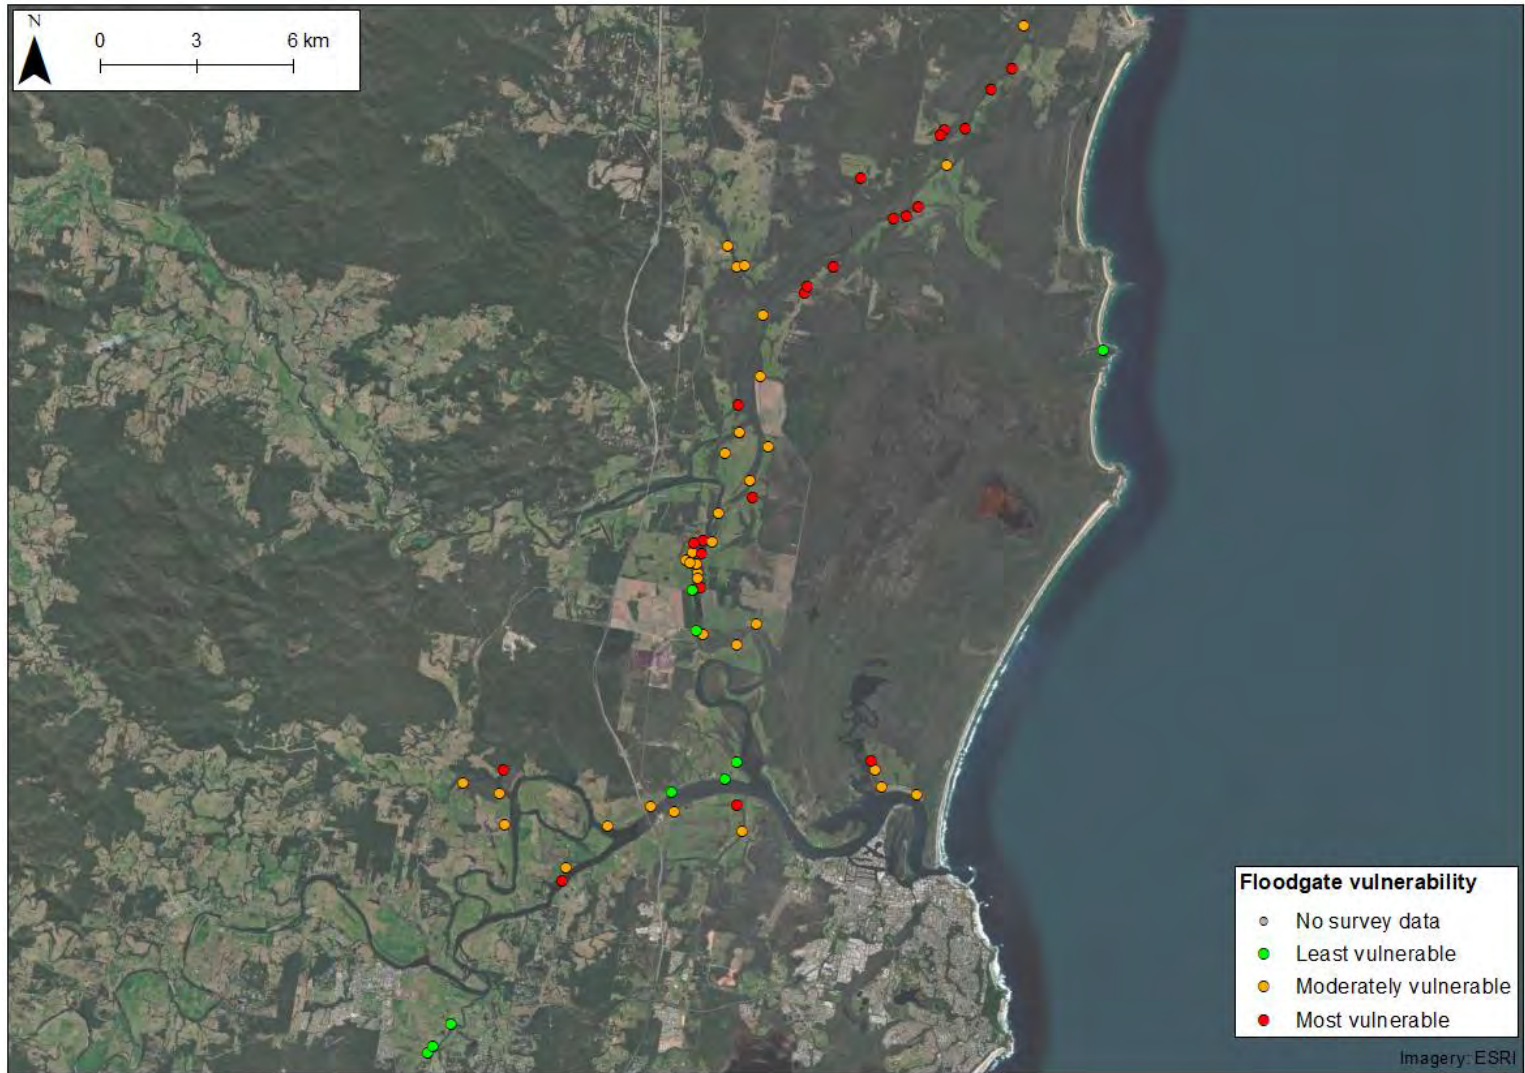 N
0 3 6 km
Floodgate vulnerability
No survey data
Least vulnerable
Moderately vulnerable
Most vulnerable
Imagery: ESRI